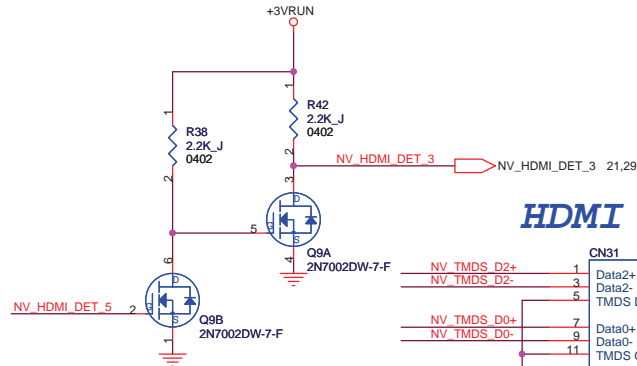 +3VRUN
1
R42
2.2K_J
0402
2
1
R38
2.2K_J
0402
2
NV_HDMI_DET_3
NV_HDMI_DET_3 21,29
3
D
5
G
S
4
Q9A
2N7002DW-7-F
6
D
NV_HDMI_DET_5
2
G
S
1
Q9B
2N7002DW-7-F
HDMI
CN31
NV_TMDS_D2+
1
Data2+
NV_TMDS_D2-
3
Data2-
5
TMDS D
NV_TMDS_D0+
7
Data0+
NV_TMDS_D0-
9
Data0-
11
TMDS